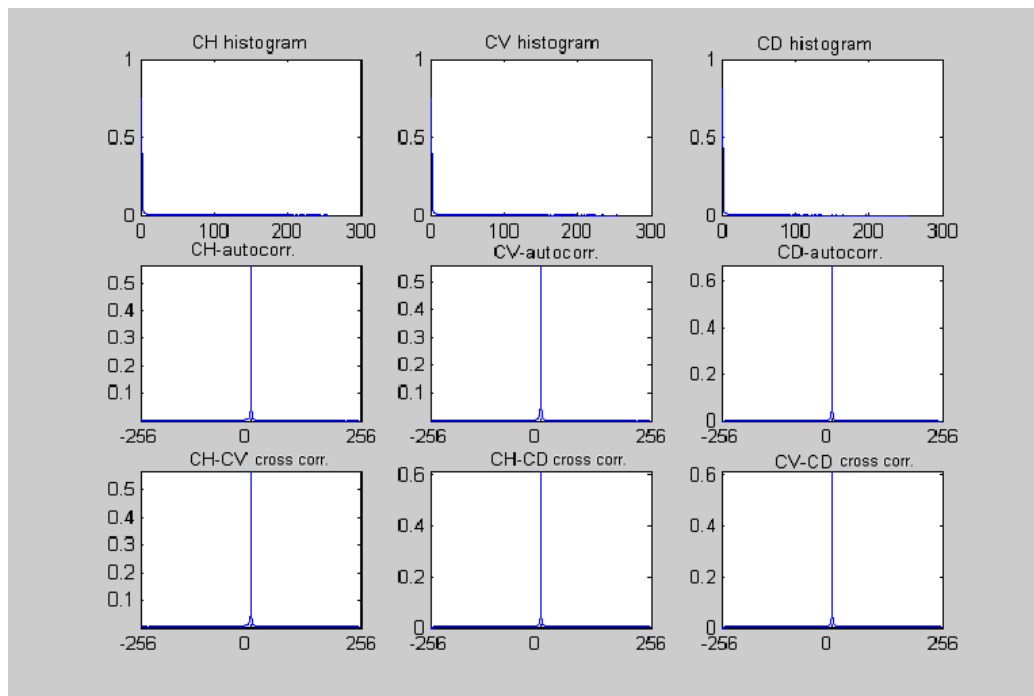 CH histogram CV histogram CD histogram
1 1 1
0.5 0.5 0.5
0 0 0
0 100 200 300 0 100 200 300 0 100 200 300
CH-autocorr. CV-autocorr. CD-autocorr.
0.5 0.5 0.6
0.4 0.4 0.4
0.3 0.3
0.2 0.2 0.2
0.1 0.1 0
-256 0 256 -256 0 256 -256 0 256
CH-CV' cross corr. CH-CD cross corr. CV-CD cross corr.
0.5 0.4 0.4
0.4 0.2 0.2
0.3 0 0
0.2
0.1
-256 0 256 -256 0 256 -256 0 256